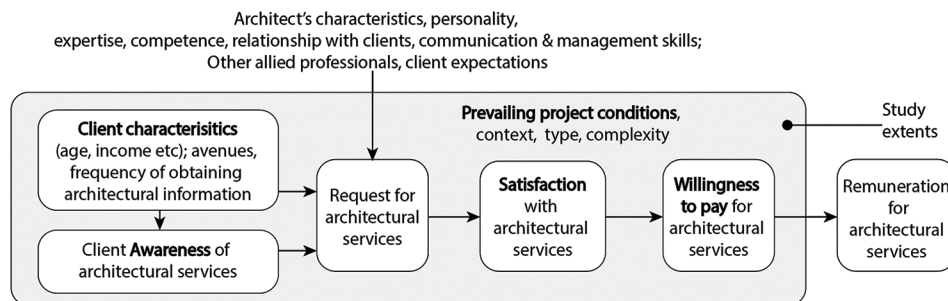 Architect's characteristics, personality,
expertise, competence, relationship with clients, communication & management skills;
Other allied professionals, client expectations
Prevailing project conditions,
context, type, complexity
Study
extents
Client characterisitics
(age, income etc); avenues,
frequency of obtaining
architectural information
Client Awareness of
architectural services
Request for
architectural
services
Satisfaction
with
architectural
services
Willingness
to pay for
architectural
services
Remuneration
for
architectural
services